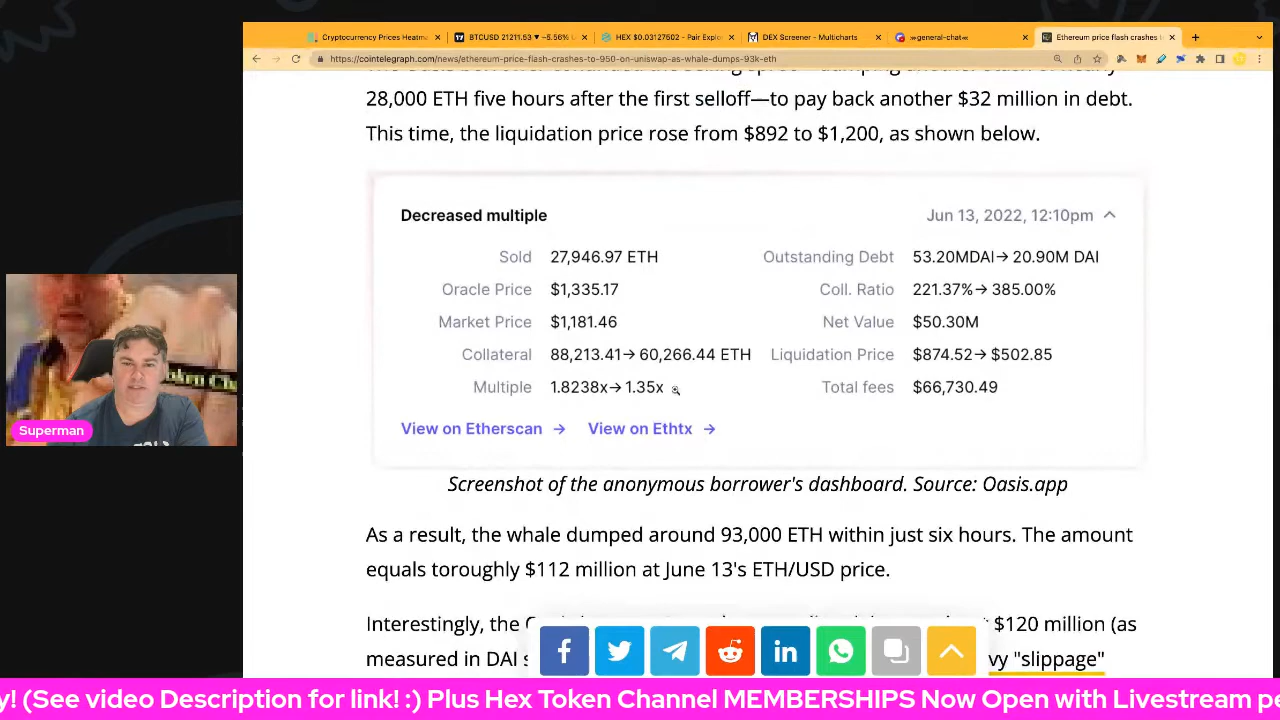 Cryptocurrency Prices Heatma
BTCUSD 21211.53 ▼ −5.56% U
HEX $0.03127602 - Pair Explo
DEX Screener - Multicharts
»general-chat«
Ethereum price flash crashes
https://cointelegraph.com/news/ethereum-price-flash-crashes-to-950-on-uniswap-as-whale-dumps-93k-eth
28,000 ETH five hours after the first selloff—to pay back another $32 million in debt.
This time, the liquidation price rose from $892 to $1,200, as shown below.
Decreased multiple
Jun 13, 2022, 12:10pm
Sold 27,946.97 ETH Outstanding Debt 53.20MDAI→ 20.90M DAI
Oracle Price $1,335.17 Coll. Ratio 221.37%→ 385.00%
Market Price $1,181.46 Net Value $50.30M
Collateral 88,213.41→ 60,266.44 ETH Liquidation Price $874.52→ $502.85
Multiple 1.8238x→ 1.35x Total fees $66,730.49
View on Etherscan → View on Ethtx →
Screenshot of the anonymous borrower's dashboard. Source: Oasis.app
As a result, the whale dumped around 93,000 ETH within just six hours. The amount
equals toroughly $112 million at June 13's ETH/USD price.
Interestingly, the $120 million (as
measured in DAI "slippage"
Superman
y! (See video Description for link! :) Plus Hex Token Channel MEMBERSHIPS Now Open with Livestream pe